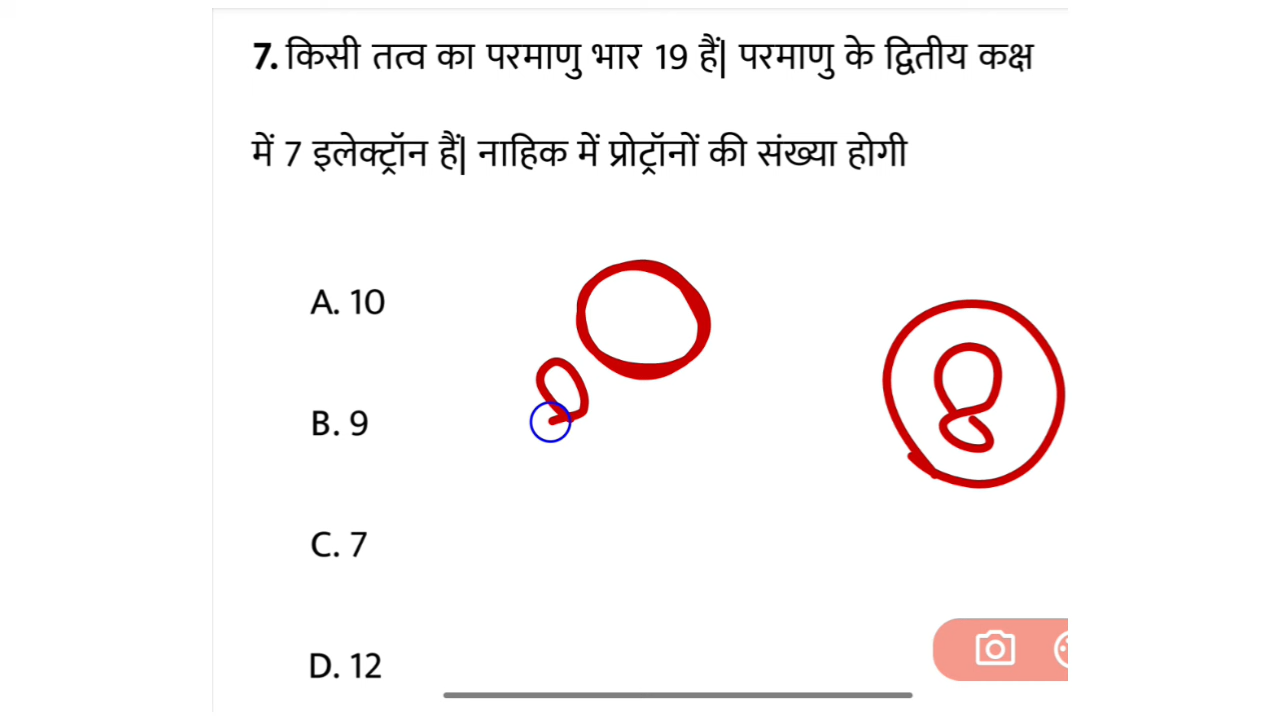 7. किसी तत्व का परमाणु भार 19 हैं| परमाणु के द्वितीय कक्ष
में 7 इलेक्ट्रॉन हैं| नाहिक में प्रोट्रॉनों की संख्या होगी
A. 10
B. 9
C. 7
D. 12